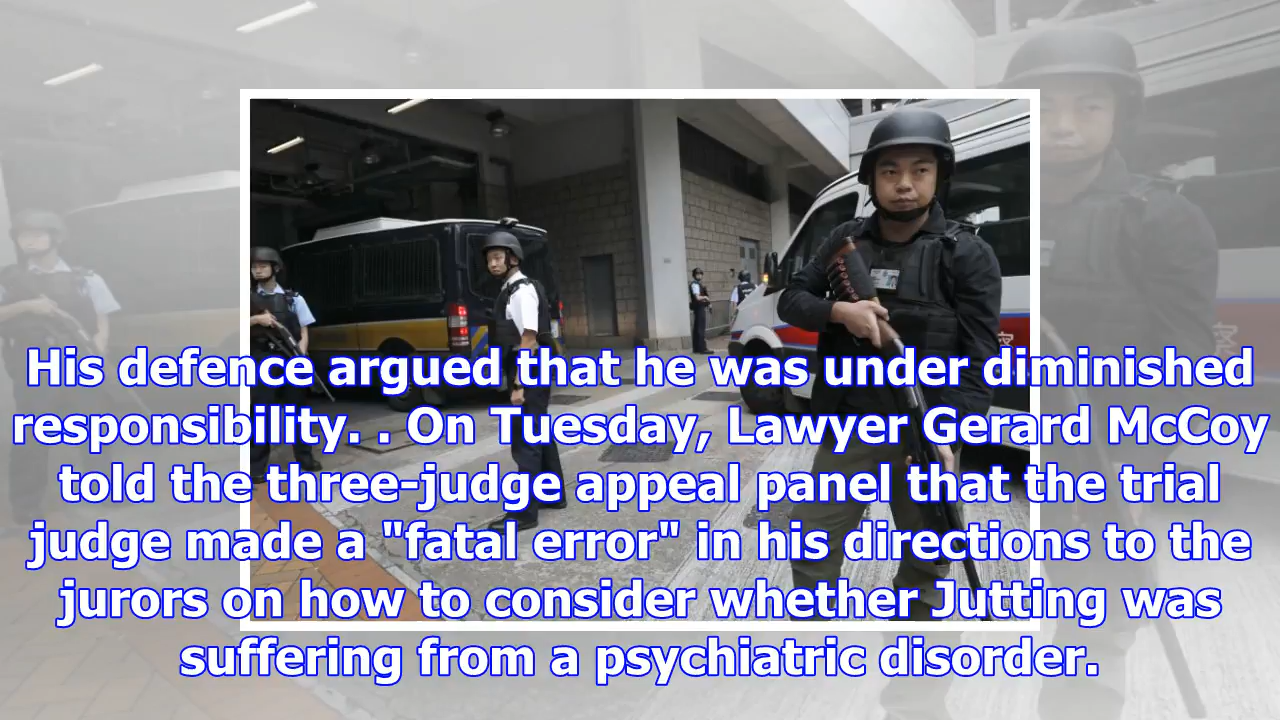 His defence argued that he was under diminished
responsibility. . On Tuesday, Lawyer Gerard McCoy
told the three-judge appeal panel that the trial
judge made a "fatal error" in his directions to the
jurors on how to consider whether Jutting was
suffering from a psychiatric disorder.